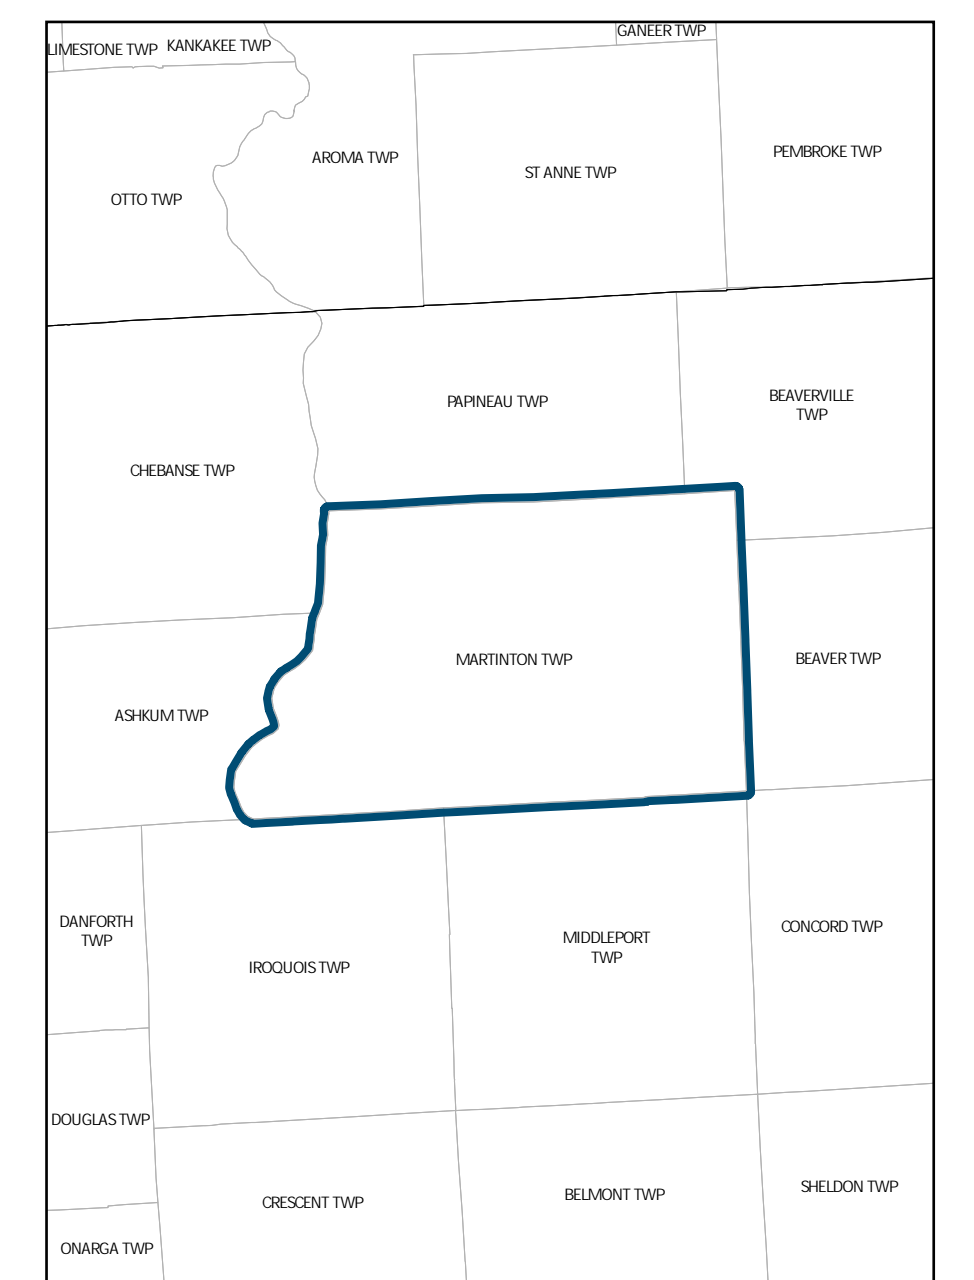 GANEER TWP
LIMESTONE TWP
KANKAKEE TWP
AROMA TWP
PEMBROKE TWP
ST ANNE TWP
OTTO TWP
PAPINEAU TWP
BEAVERVILLE
TWP
CHEBANSE TWP
MARTINTON TWP
BEAVER TWP
ASHKUM TWP
DANFORTH
TWP
CONCORD TWP
MIDDLEPORT
TWP
IROQUOIS TWP
DOUGLAS TWP
SHELDON TWP
BELMONT TWP
CRESCENT TWP
ONARGA TWP